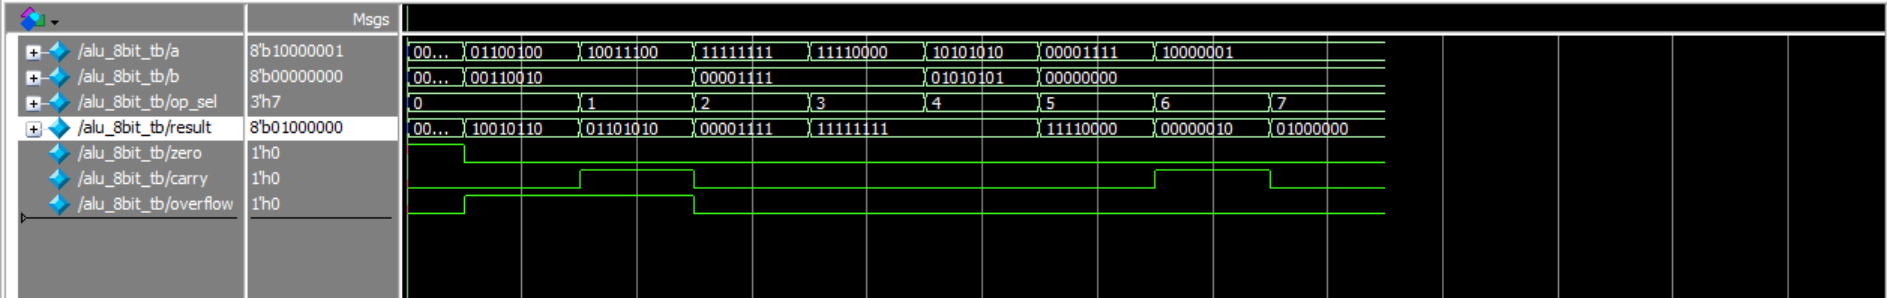 Msgs
/alu_8bit_tb/a 8'b10000001 00... 01100100 10011100 11111111 11110000 10101010 00001111 10000001
/alu_8bit_tb/b 8'b00000000 00... 00110010 00001111 01010101 00000000
/alu_8bit_tb/op_sel 3'h7 0 1 2 3 4 5 6 7
/alu_8bit_tb/result 8'b01000000 00... 10010110 01101010 00001111 11111111 11110000 00000010 01000000
/alu_8bit_tb/zero 1'h0
/alu_8bit_tb/carry 1'h0
/alu_8bit_tb/overflow 1'h0